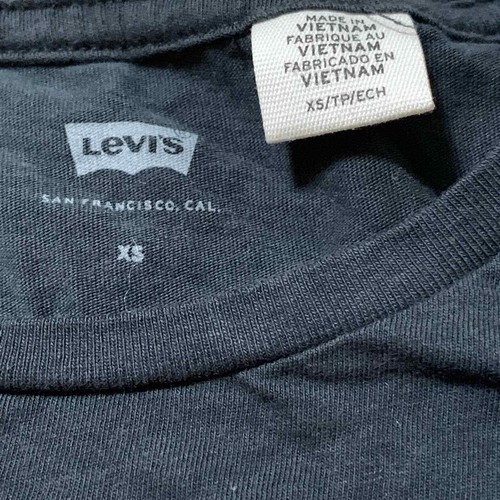 MADE IN
VIETNAM
FABRIQUE AU
VIETNAM
FABRICADO EN
VIETNAM
XS/TP/ECH
LEVI'S
SAN FRANCISCO, CAL.
XS